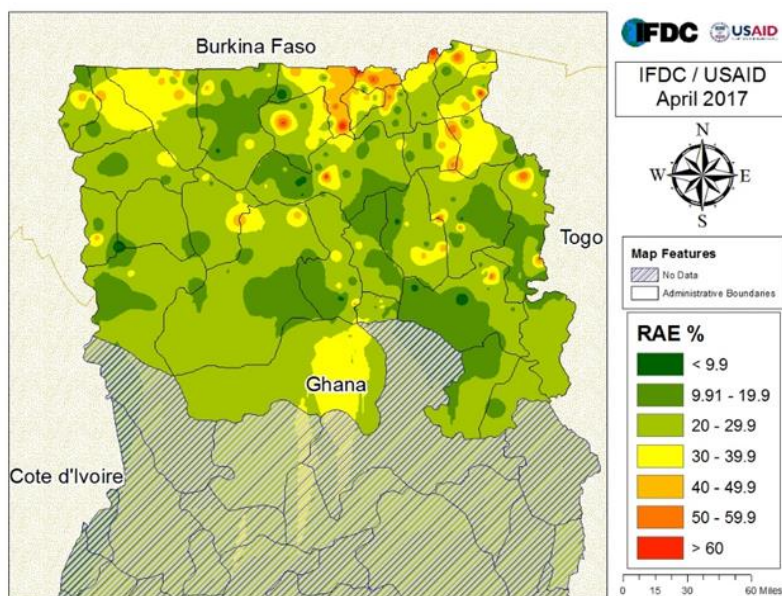 Burkina Faso
Togo
Ghana
Cote d'Ivoire
IFDC
USAID
IFDC / USAID
April 2017
N
W
E
S
Map Features
No Data
Administrative Boundaries
RAE %
< 9.9
9.91 - 19.9
20 - 29.9
30 - 39.9
40 - 49.9
50 - 59.9
> 60
0 15 30 60 Miles